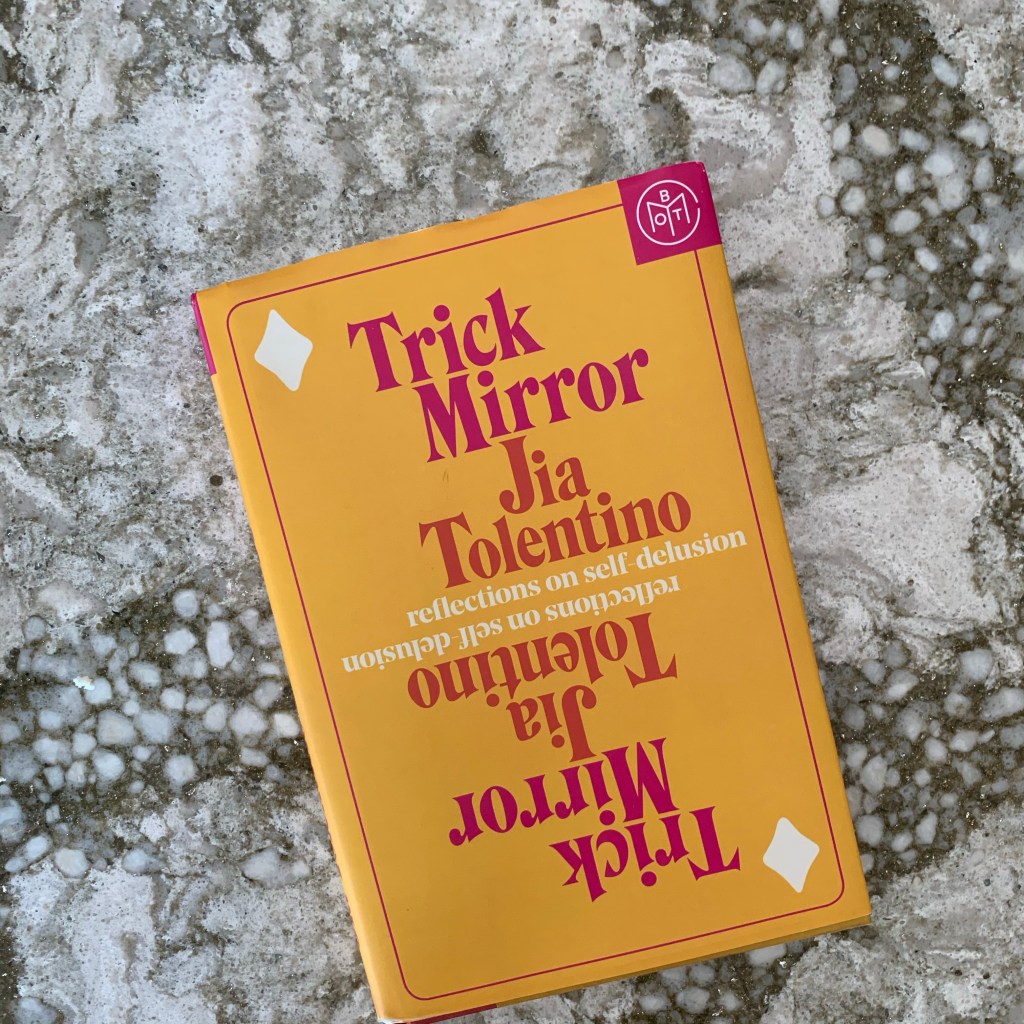 BOTM
Trick
Mirror
Jia
Tolentino
reflections on self-delusion
reflections on self-delusion
Tolentino
Jia
Mirror
Trick